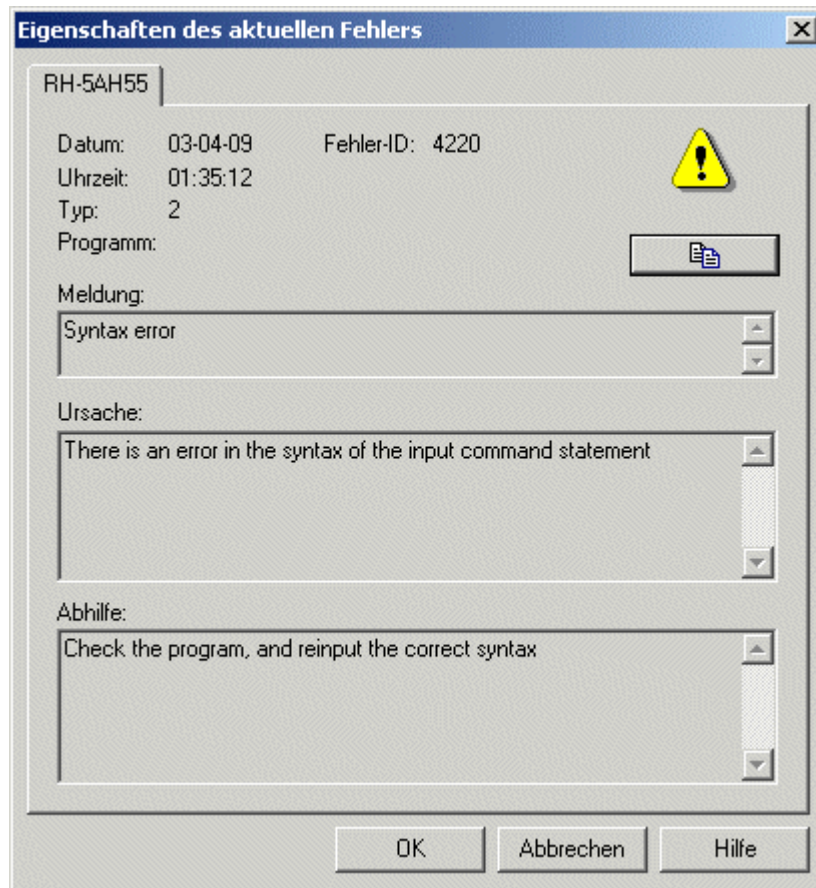 Eigenschaften des aktuellen Fehlers
RH-5AH55
Datum: 03-04-09 Fehler-ID: 4220
Uhrzeit: 01:35:12
Typ: 2
Programm:
Meldung:
Syntax error
Ursache:
There is an error in the syntax of the input command statement
Abhilfe:
Check the program, and reinput the correct syntax
OK Abbrechen Hilfe